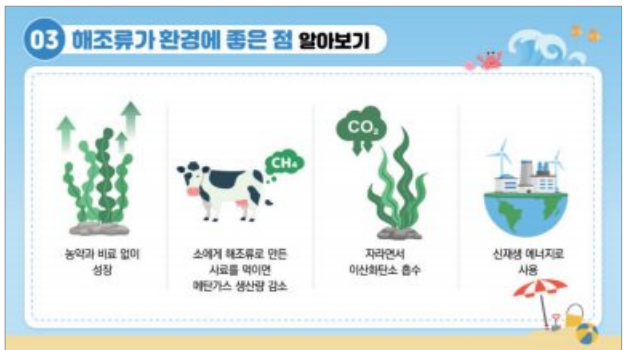 03 해조류가 환경에 좋은 점 알아보기
농약과 비료 없이
성장
CH₄
소에게 해조류로 만든
사료를 먹이면
메탄가스 생산량 감소
CO₂
자라면서
이산화탄소 흡수
신재생 에너지로
사용